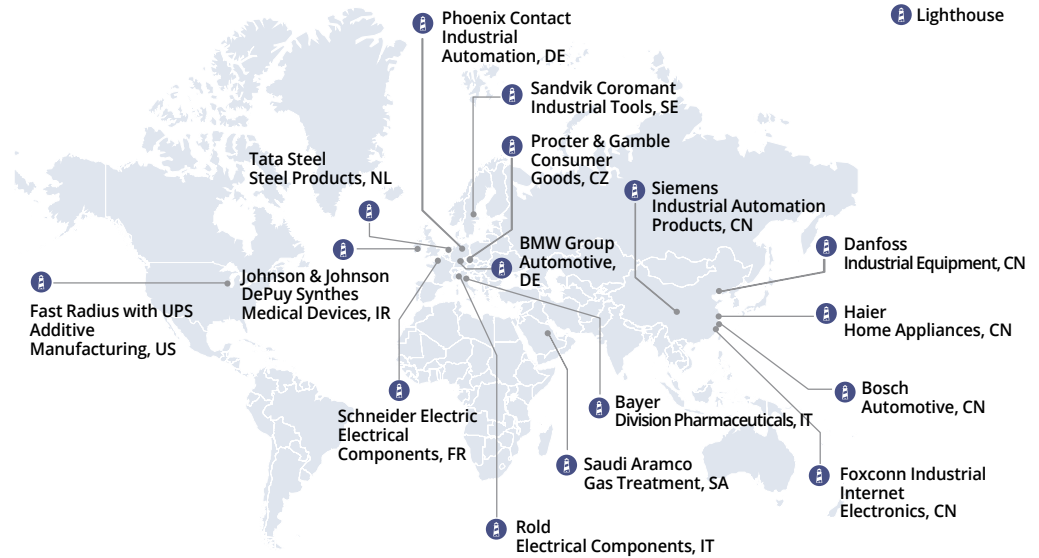 Phoenix Contact
Industrial
Automation, DE
Lighthouse
Sandvik Coromant
Industrial Tools, SE
Procter & Gamble
Consumer
Goods, CZ
Tata Steel
Steel Products, NL
Siemens
Industrial Automation
Products, CN
BMW Group
Automotive,
DE
Danfoss
Industrial Equipment, CN
Johnson & Johnson
DePuy Synthes
Medical Devices, IR
Fast Radius with UPS
Additive
Manufacturing, US
Haier
Home Appliances, CN
Bosch
Automotive, CN
Schneider Electric
Electrical
Components, FR
Bayer
Division Pharmaceuticals, IT
Saudi Aramco
Gas Treatment, SA
Foxconn Industrial
Internet
Electronics, CN
Rold
Electrical Components, IT